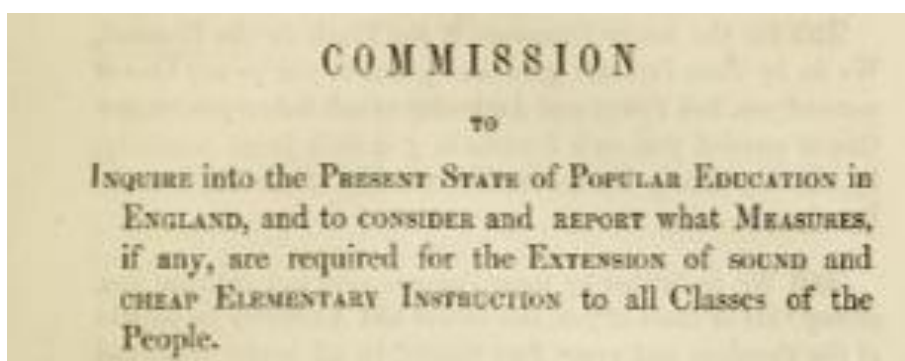 COMMISSION
TO
INQUIRE into the PRESENT STATE of POPULAR EDUCATION in
ENGLAND, and to CONSIDER and REPORT what MEASURES,
if any, are required for the EXTENSION of SOUND and
CHEAP ELEMENTARY INSTRUCTION to all Classes of the
People.